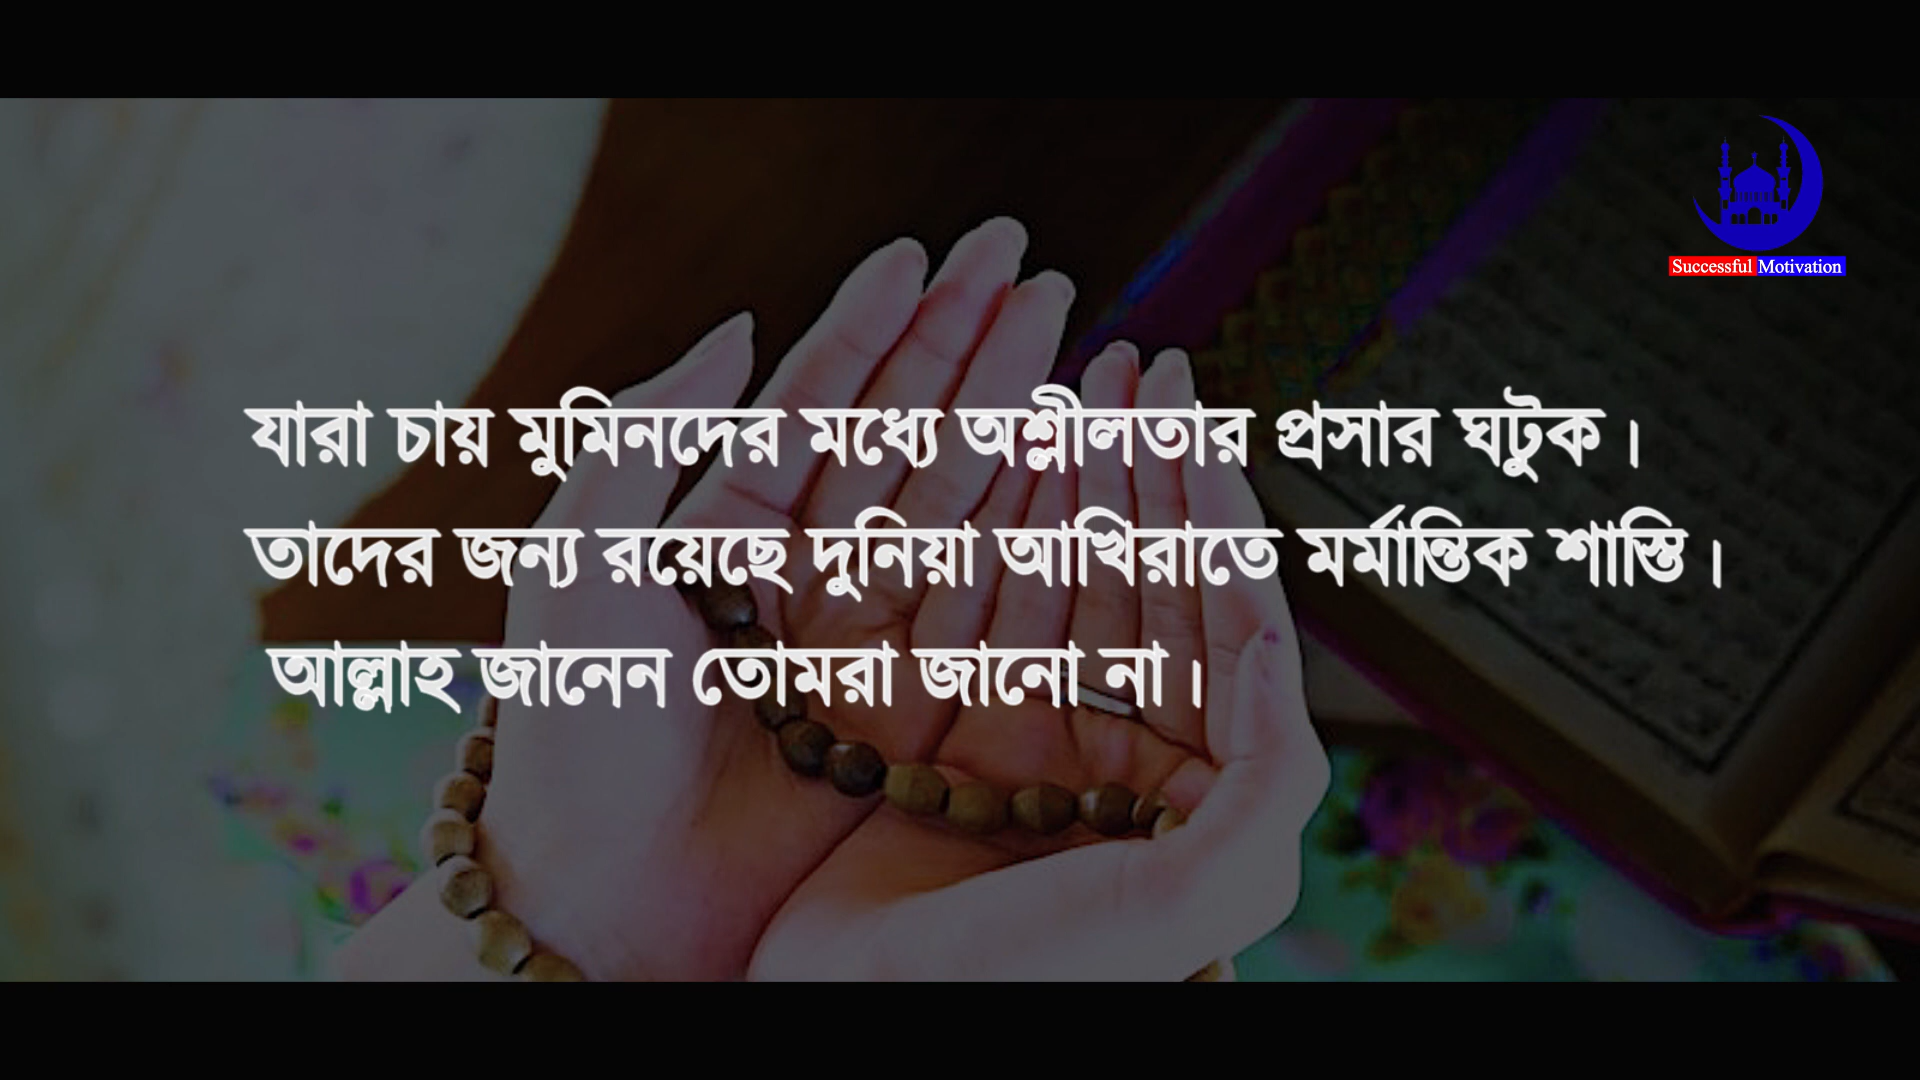 Successful Motivation
যারা চায় মুমিনদের মধ্যে অশ্লীলতার প্রসার ঘটুক।
তাদের জন্য রয়েছে দুনিয়া আখিরাতে মর্মান্তিক শাস্তি।
আল্লাহ জানেন তোমরা জানো না।